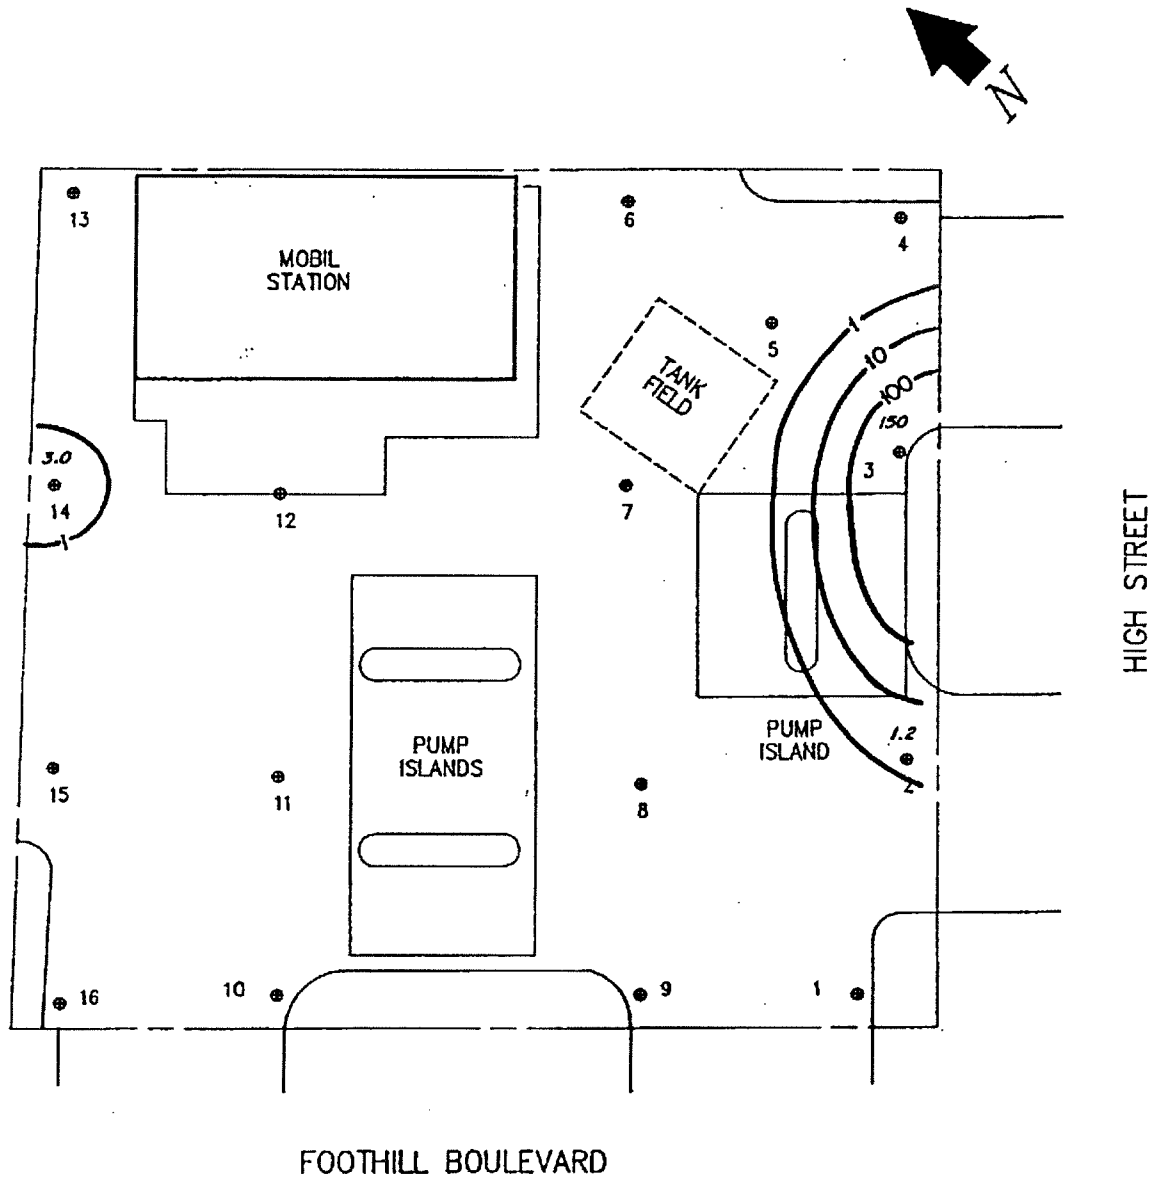 N
13
6
4
MOBIL
STATION
1
5
10
TANK
FIELD
100
150
3
3.0
14
1
12
7
HIGH STREET
1.2
2
PUMP
ISLAND
PUMP
ISLANDS
15
11
8
16
10
9
1
FOOTHILL BOULEVARD